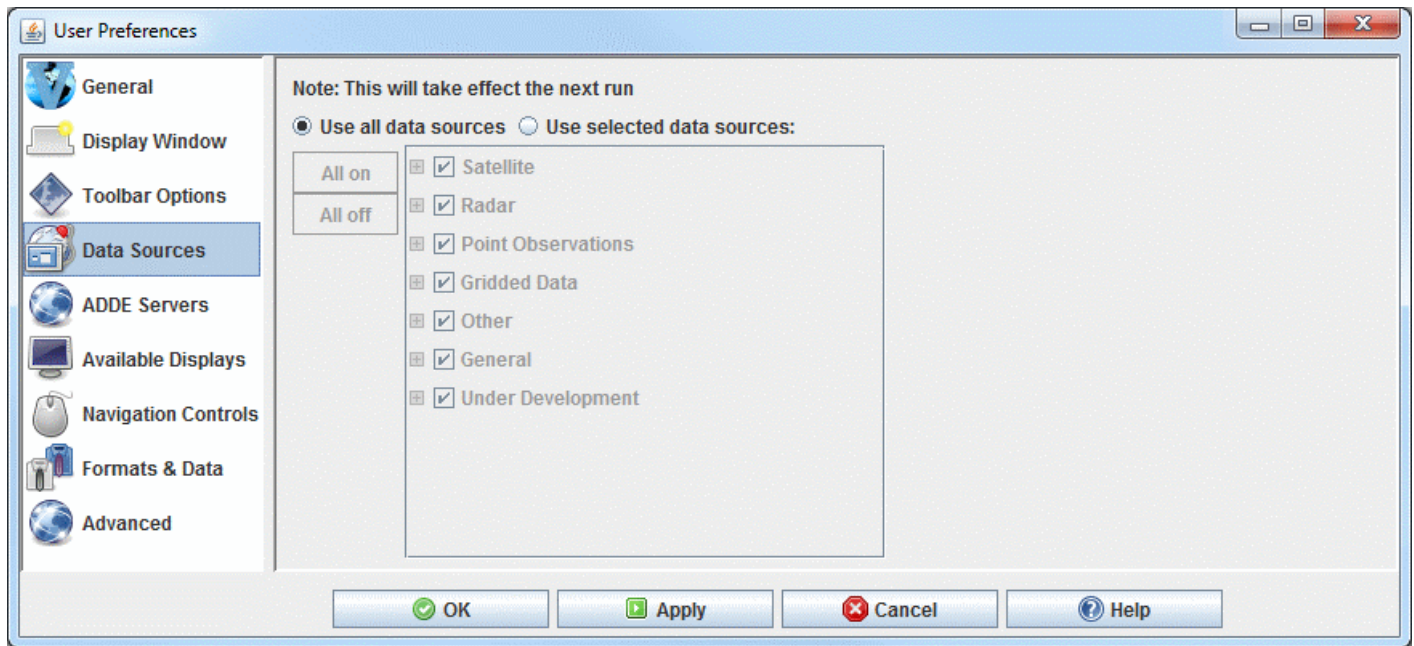 User Preferences
General
Display Window
Toolbar Options
Data Sources
ADDE Servers
Available Displays
Navigation Controls
Formats & Data
Advanced
Note: This will take effect the next run
Use all data sources Use selected data sources:
All on
All off
Satellite
Radar
Point Observations
Gridded Data
Other
General
Under Development
OK Apply Cancel Help